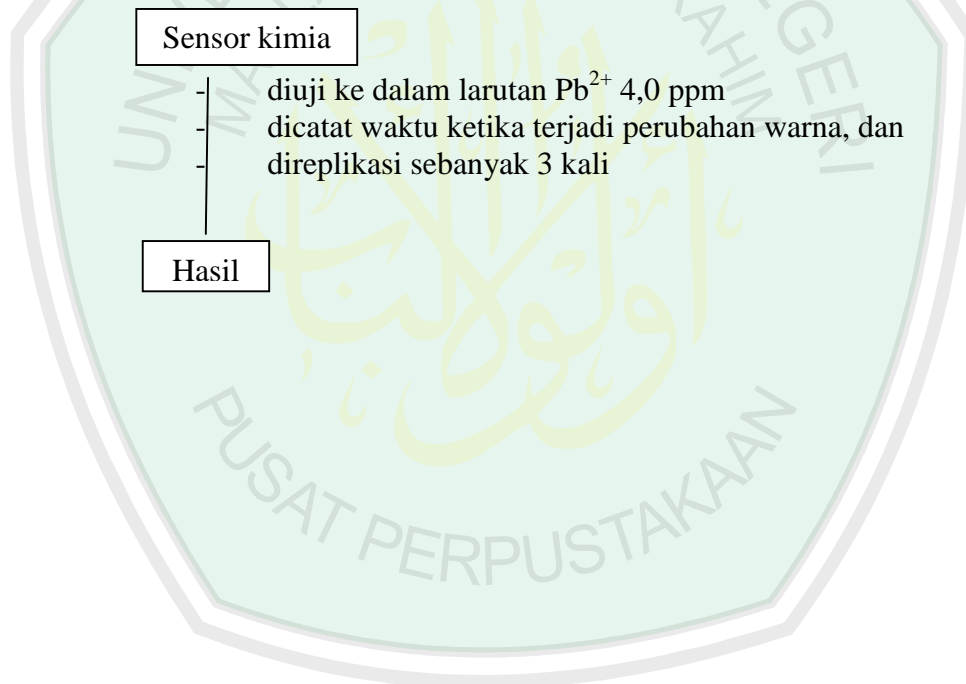 Sensor kimia
- diuji ke dalam larutan Pb²⁺ 4,0 ppm
- dicatat waktu ketika terjadi perubahan warna, dan
- direplikasi sebanyak 3 kali
Hasil
PUSAT PERPUSTAKAAN